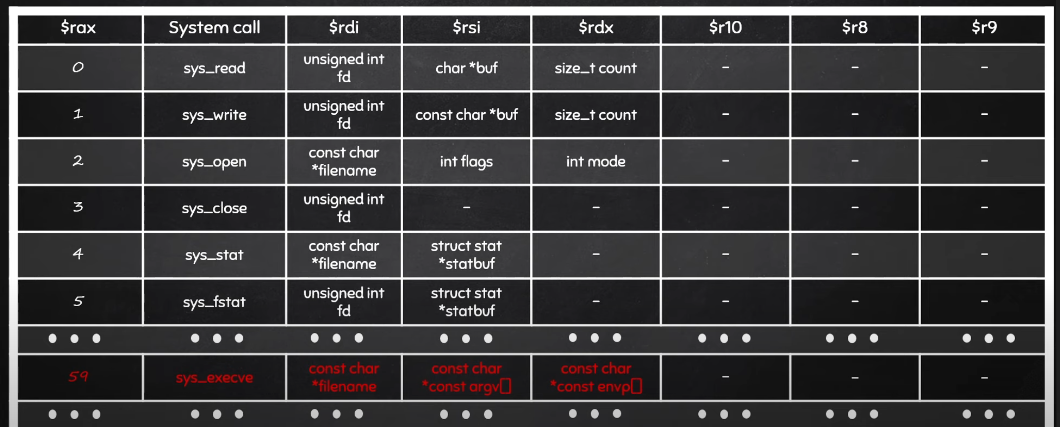 $rax System call $rdi $rsi $rdx $r10 $r8 $r9
0 sys_read unsigned int fd char *buf size_t count - - -
1 sys_write unsigned int fd const char *buf size_t count - - -
2 sys_open const char *filename int flags int mode - - -
3 sys_close unsigned int fd - - - - -
4 sys_stat const char *filename struct stat *statbuf - - - -
5 sys_fstat unsigned int fd struct stat *statbuf - - - -
● ● ● ● ● ● ● ● ● ● ● ● ● ● ● ● ● ● ● ● ● ● ● ●
59 sys_execve const char *filename const char *const argv▯ const char *const envp▯ - - -
● ● ● ● ● ● ● ● ● ● ● ● ● ● ● ● ● ● ● ● ● ● ● ●